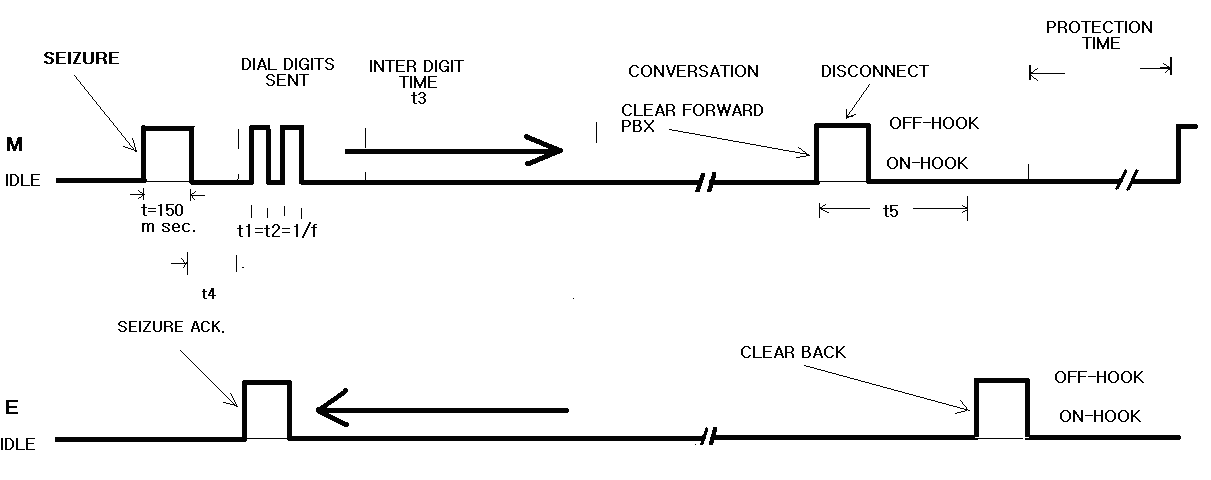 PROTECTION
TIME
SEIZURE
DIAL DIGITS
SENT
INTER DIGIT
TIME
t3
CONVERSATION
DISCONNECT
CLEAR FORWARD
PBX
OFF-HOOK
M
ON-HOOK
IDLE
t=150
m sec.
t1=t2=1/f
t5
t4
SEIZURE ACK.
CLEAR BACK
OFF-HOOK
E
ON-HOOK
IDLE